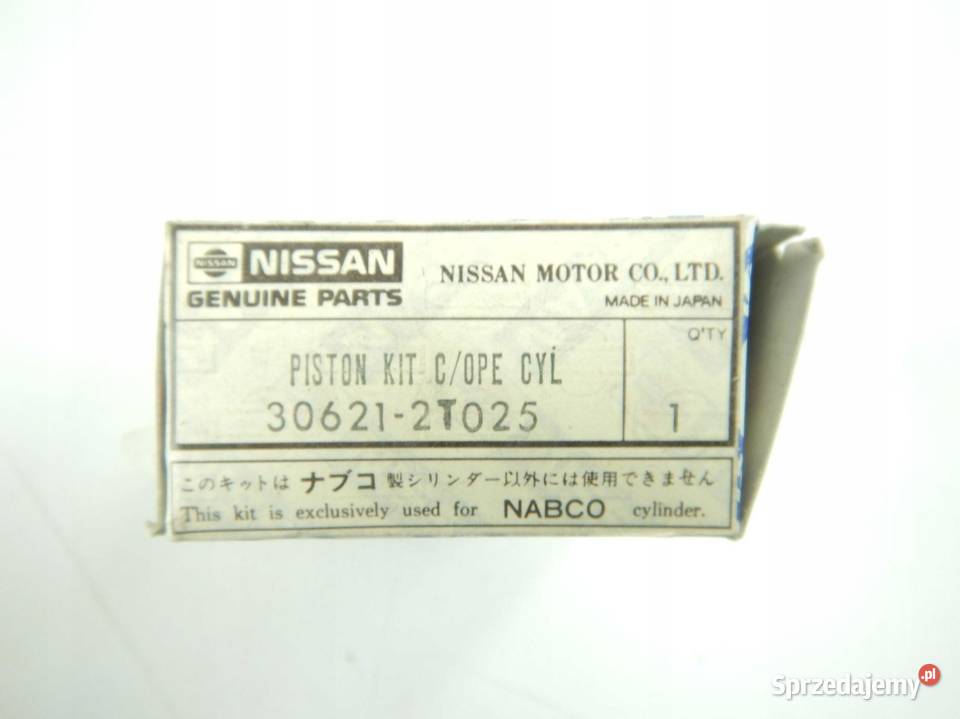 NISSAN NISSAN
GENUINE PARTS
NISSAN MOTOR CO., LTD.
MADE IN JAPAN
PISTON KIT C/OPE CYL
30621-2T025
Q'TY
1
このキットは ナブコ 製シリンダー以外には使用できません
This kit is exclusively used for NABCO cylinder.
Sprzedajemy.pl